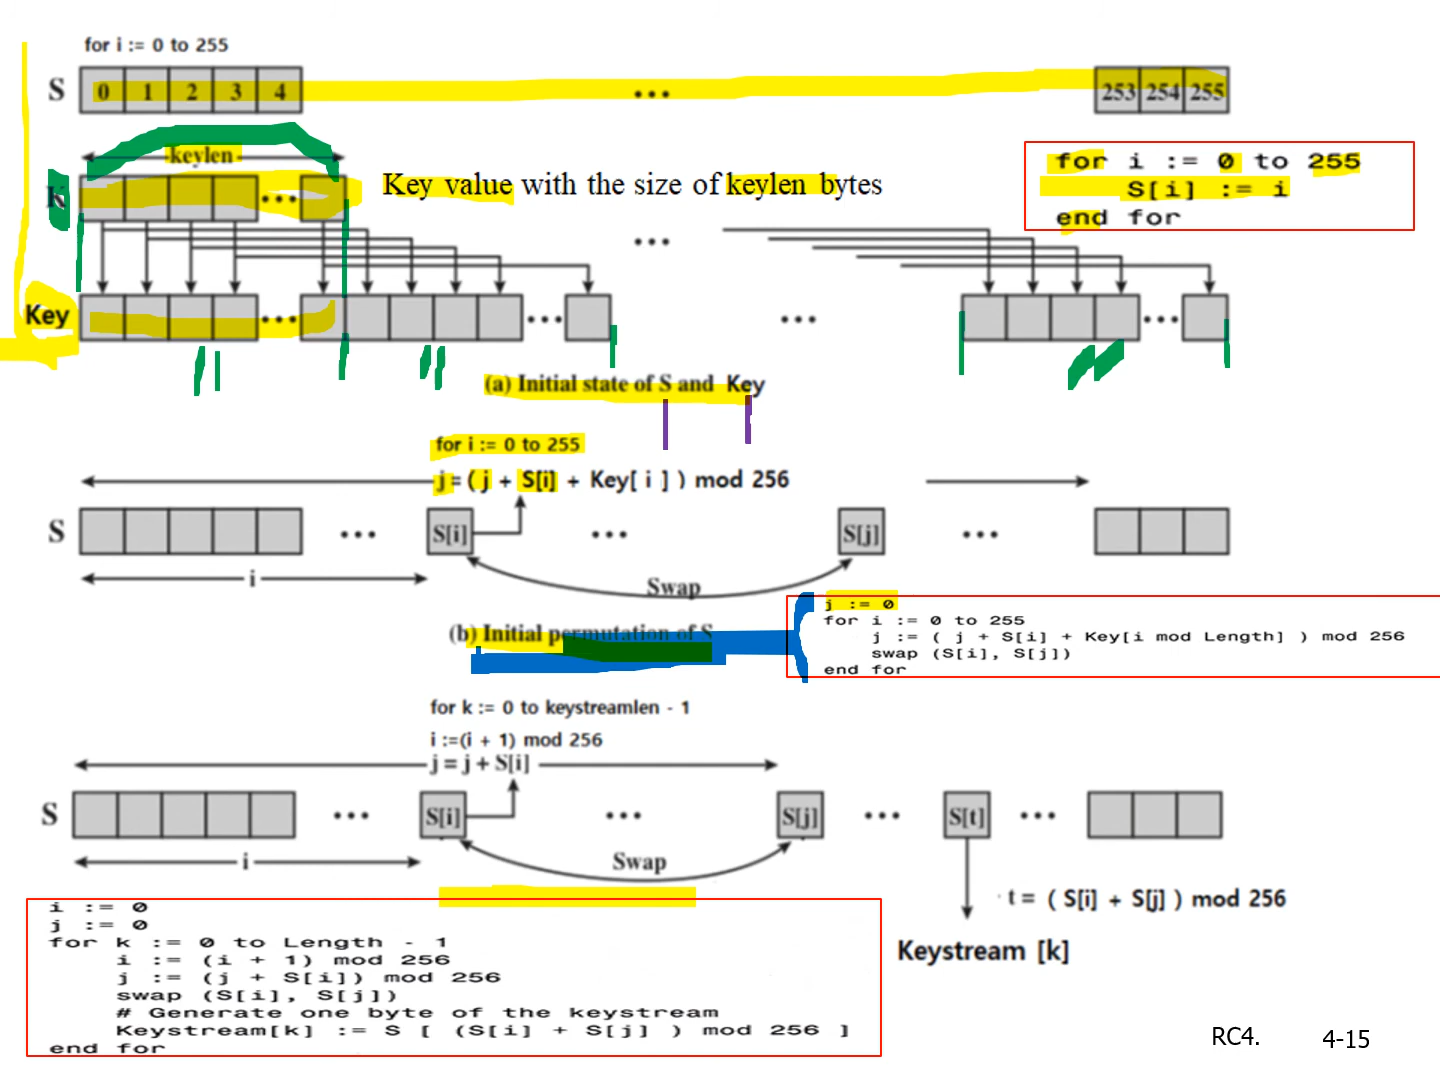 for i := 0 to 255
S 0 1 2 3 4 ••• 253 254 255
keylen
K ••• Key value with the size of keylen bytes
for i := 0 to 255
S[i] := i
end for
•••
Key ••• ••• ••• •••
(a) Initial state of S and Key
for i := 0 to 255
j = ( j + S[i] + Key[ i ] ) mod 256
S ••• S[i] ••• S[j] •••
i
Swap
(b) Initial permutation of S
j := 0
for i := 0 to 255
j := ( j + S[i] + Key[i mod Length] ) mod 256
swap (S[i], S[j])
end for
for k := 0 to keystreamlen - 1
i :=(i + 1) mod 256
j = j + S[i]
S ••• S[i] ••• S[j] ••• S[t] •••
i
Swap
t = ( S[i] + S[j] ) mod 256
Keystream [k]
i := 0
j := 0
for k := 0 to Length - 1
i := (i + 1) mod 256
j := (j + S[i]) mod 256
swap (S[i], S[j])
# Generate one byte of the keystream
Keystream[k] := S [ (S[i] + S[j] ) mod 256 ]
end for
RC4. 4-15